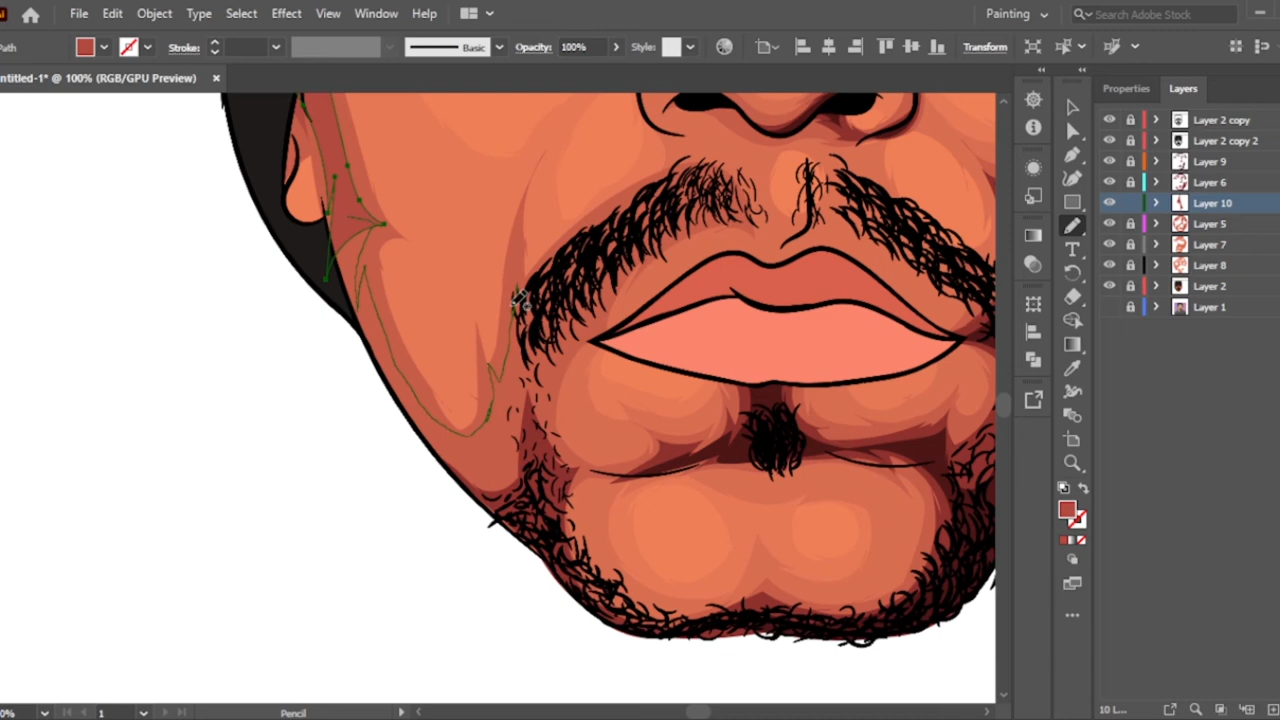 File Edit Object Type Select Effect View Window Help Painting Search Adobe Stock
Path Stroke: Basic Opacity: 100% Style: Transform
ntitled-1* @ 100% (RGB/GPU Preview) ×
Properties Layers
Layer 2 copy
Layer 2 copy 2
Layer 9
Layer 6
Layer 10
Layer 5
Layer 7
Layer 8
Layer 2
Layer 1
0% 1 Pencil 10 L...